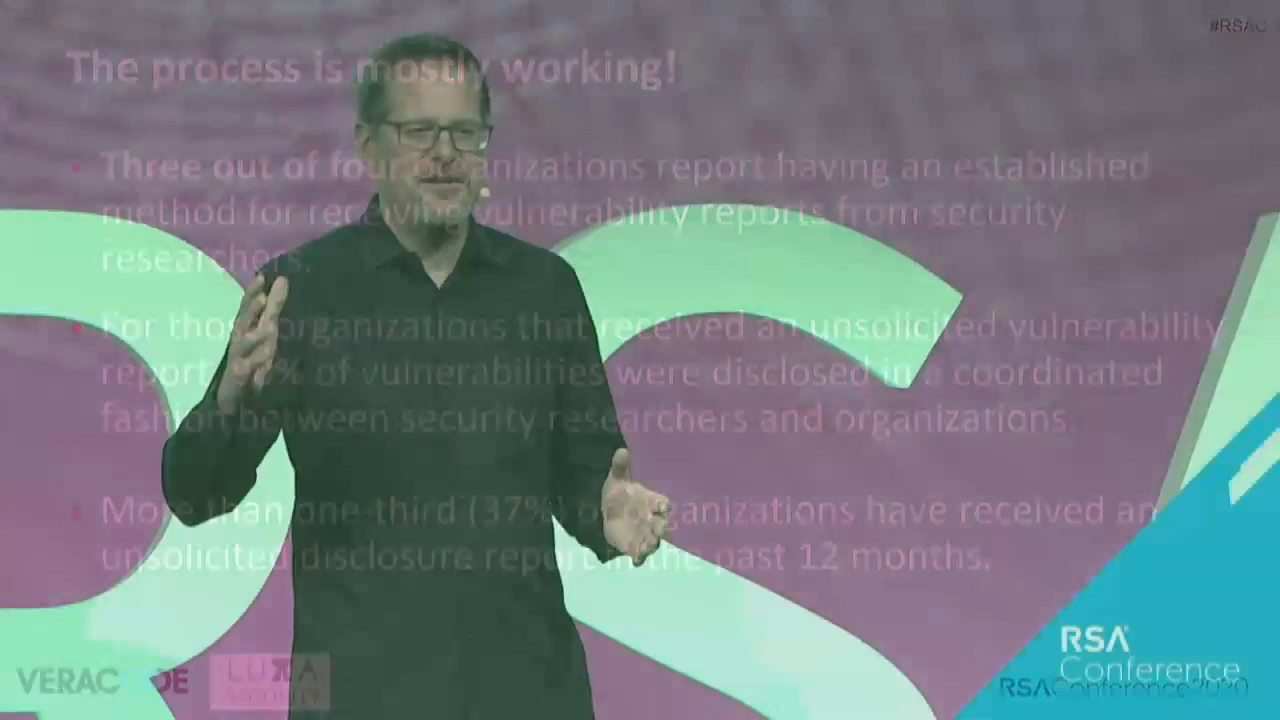 #RSAC
The process is mostly working!
Three out of four organizations report having an established
method for receiving vulnerability reports from security
researchers.
For those organizations that received an unsolicited vulnerability
report, % of vulnerabilities were disclosed in a coordinated
fashion between security researchers and organizations.
More than one-third (37%) of organizations have received an
unsolicited disclosure report in the past 12 months.
VERACODE
LUTA
SECURITY
RSA
Conference
RSAConference2020